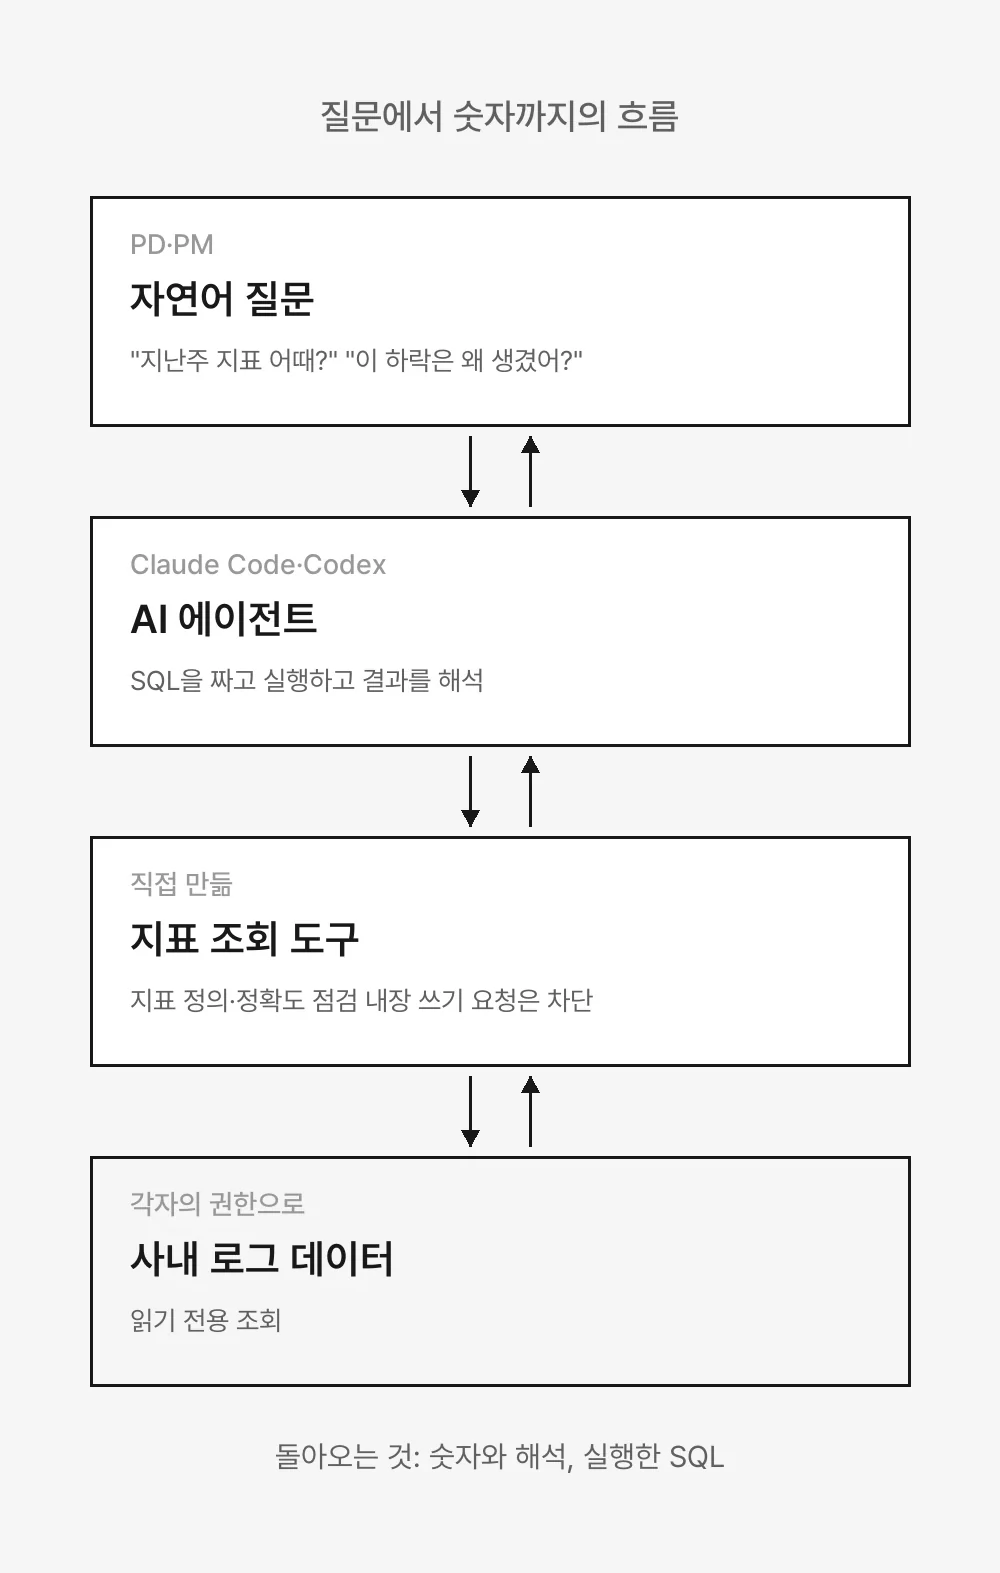 질문에서 숫자까지의 흐름
PD·PM
자연어 질문
"지난주 지표 어때?" "이 하락은 왜 생겼어?"
Claude Code·Codex
AI 에이전트
SQL을 짜고 실행하고 결과를 해석
직접 만듦
지표 조회 도구
지표 정의·정확도 점검 내장 쓰기 요청은 차단
각자의 권한으로
사내 로그 데이터
읽기 전용 조회
돌아오는 것: 숫자와 해석, 실행한 SQL